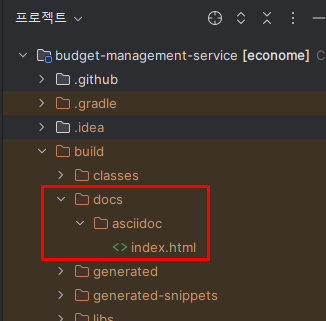 프로젝트
budget-management-service [econome] C
.github
.gradle
.idea
build
classes
docs
asciidoc
<> index.html
generated
generated-snippets
libs